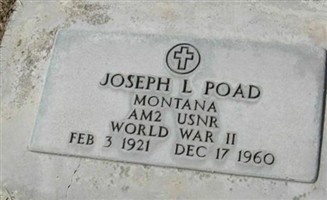 JOSEPH L POAD
MONTANA
AM2 USNR
WORLD WAR II
FEB 3 1921 DEC 17 1960